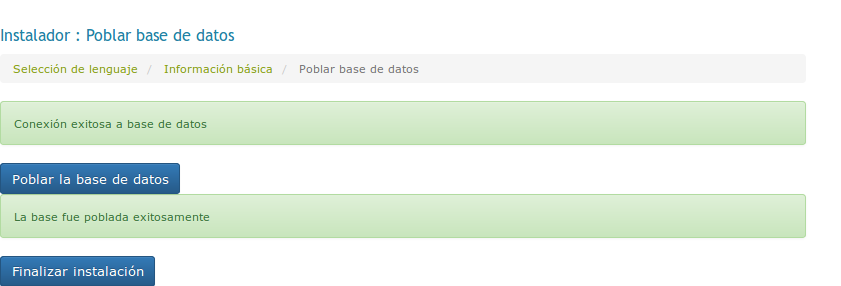 Instalador : Poblar base de datos
Selección de lenguaje / Información básica / Poblar base de datos
Conexión exitosa a base de datos
Poblar la base de datos
La base fue poblada exitosamente
Finalizar instalación